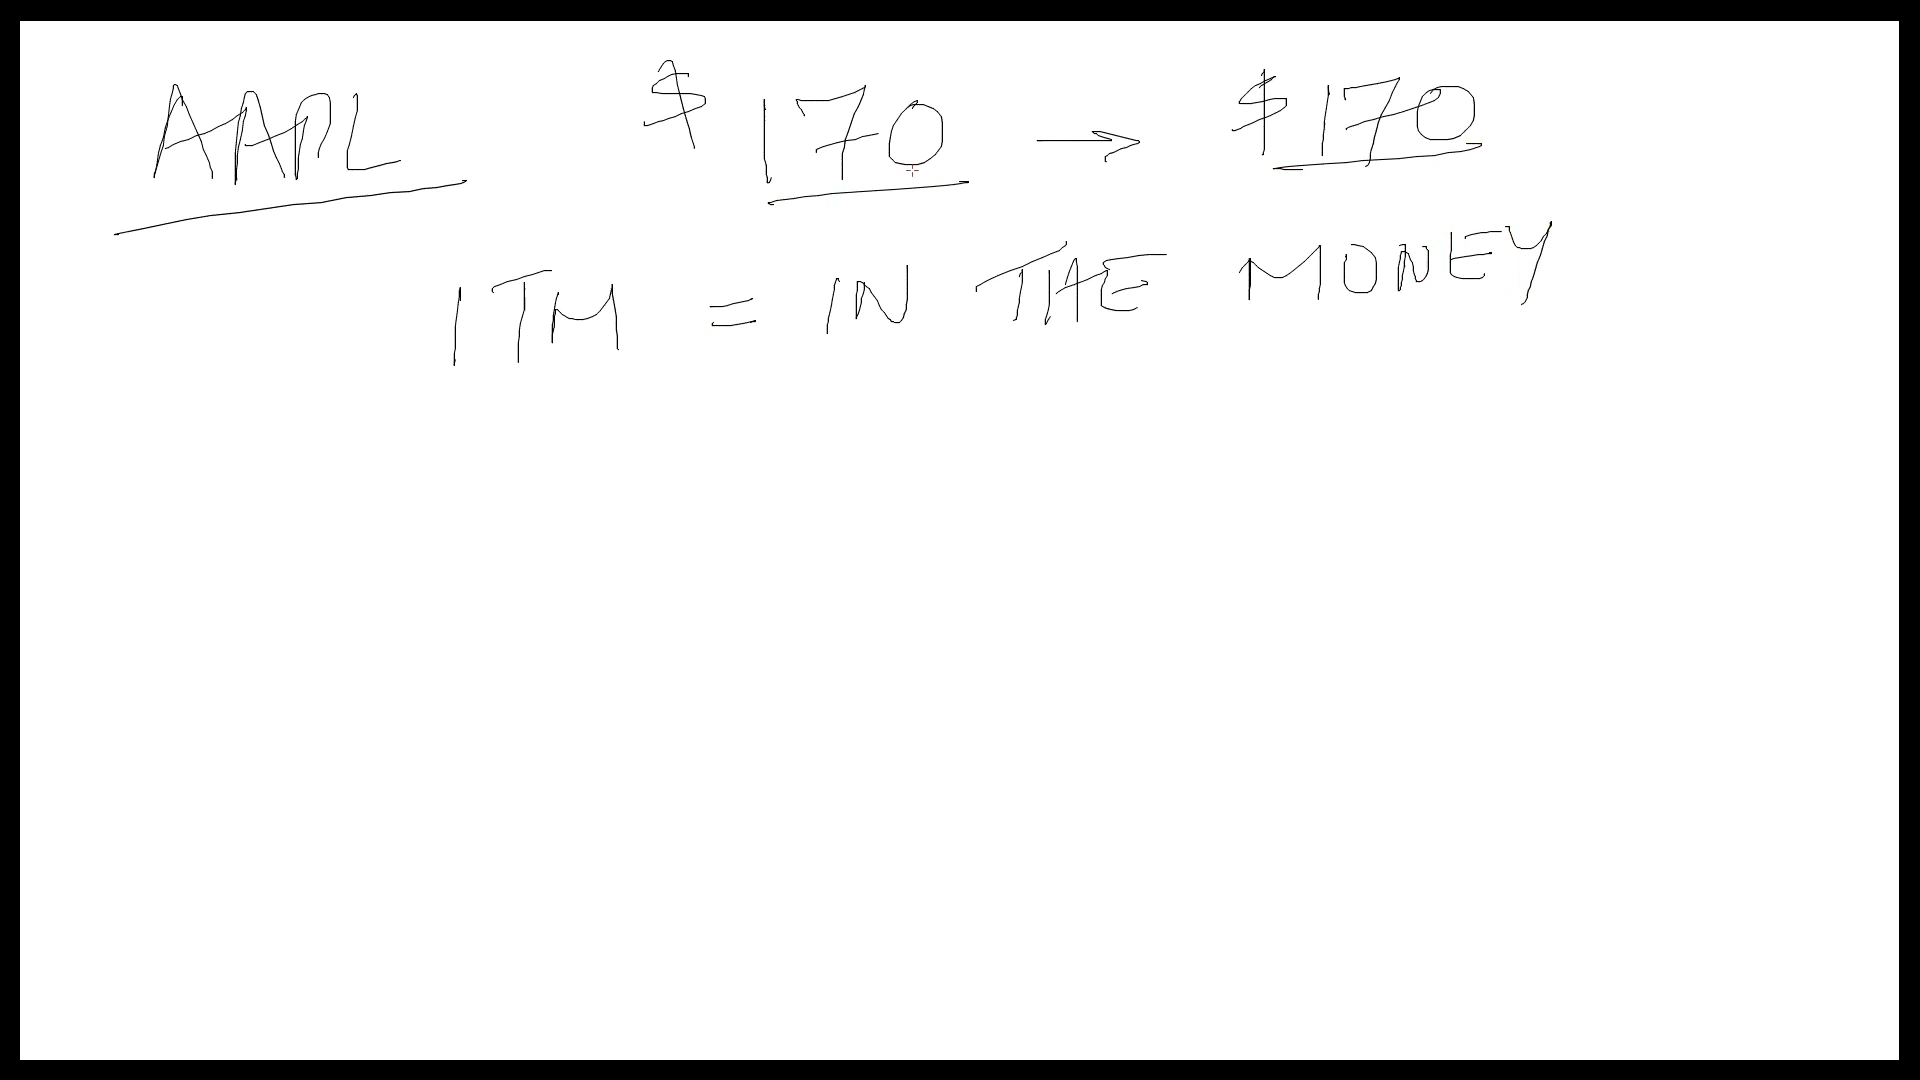 AAPL $170 → $170
ITM = IN THE MONEY